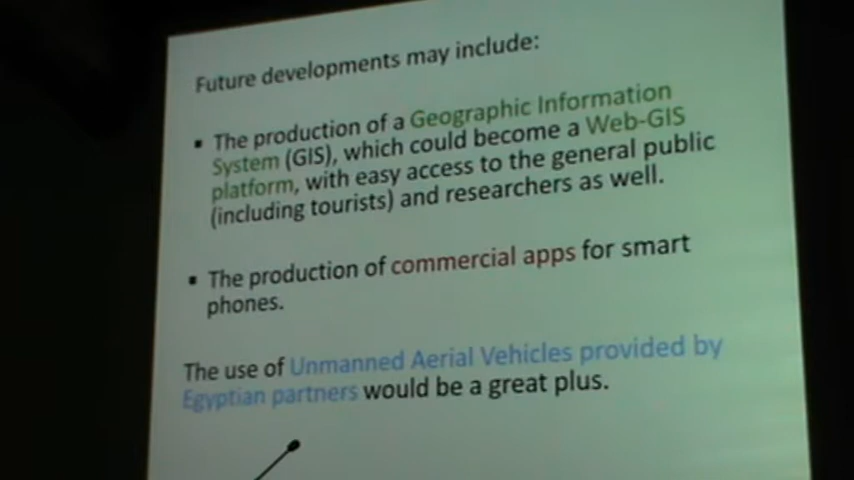 Future developments may include:
▪ The production of a Geographic Information
System (GIS), which could become a Web-GIS
platform, with easy access to the general public
(including tourists) and researchers as well.
▪ The production of commercial apps for smart
phones.
The use of Unmanned Aerial Vehicles provided by
Egyptian partners would be a great plus.